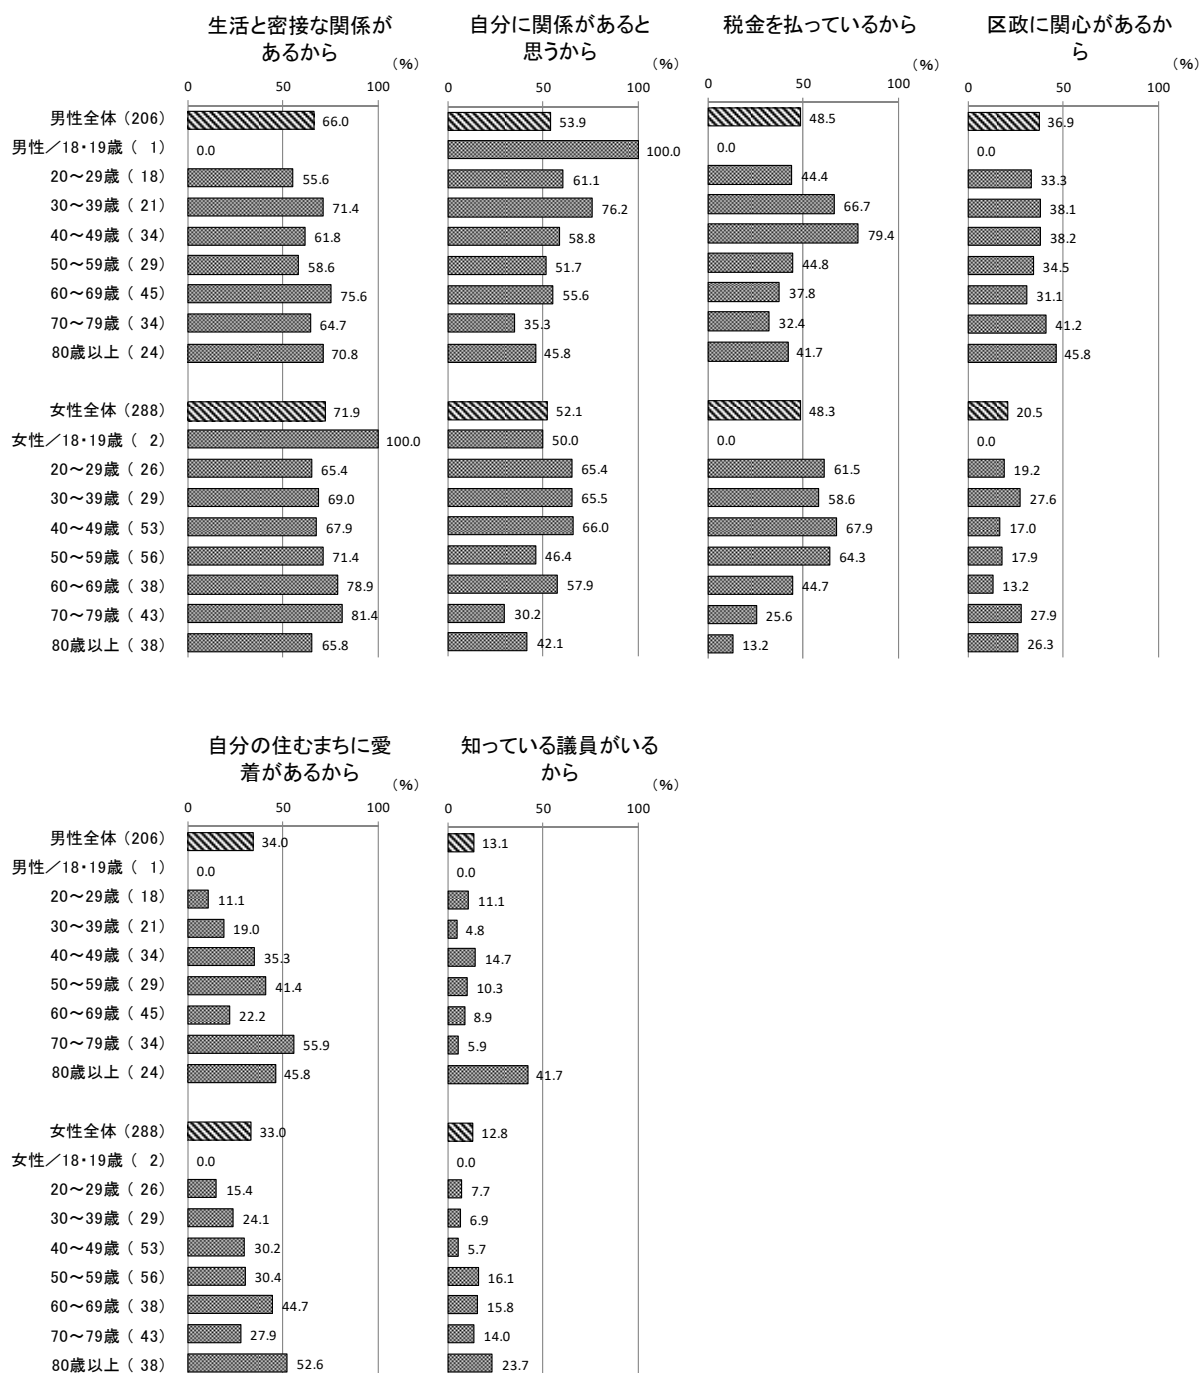 生活と密接な関係が
あるから
(%)
自分に関係があると
思うから
(%)
税金を払っているから
(%)
区政に関心があるか
ら
(%)
0 50 100 0 50 100 0 50 100 0 50 100
男性全体(206) 66.0 53.9 48.5 36.9
男性／18・19歳( 1) 0.0 100.0 0.0 0.0
20～29歳( 18) 55.6 61.1 44.4 33.3
30～39歳( 21) 71.4 76.2 66.7 38.1
40～49歳( 34) 61.8 58.8 79.4 38.2
50～59歳( 29) 58.6 51.7 44.8 34.5
60～69歳( 45) 75.6 55.6 37.8 31.1
70～79歳( 34) 64.7 35.3 32.4 41.2
80歳以上( 24) 70.8 45.8 41.7 45.8
女性全体(288) 71.9 52.1 48.3 20.5
女性／18・19歳( 2) 100.0 50.0 0.0 0.0
20～29歳( 26) 65.4 65.4 61.5 19.2
30～39歳( 29) 69.0 65.5 58.6 27.6
40～49歳( 53) 67.9 66.0 67.9 17.0
50～59歳( 56) 71.4 46.4 64.3 17.9
60～69歳( 38) 78.9 57.9 44.7 13.2
70～79歳( 43) 81.4 30.2 25.6 27.9
80歳以上( 38) 65.8 42.1 13.2 26.3
自分の住むまちに愛
着があるから
(%)
知っている議員がいる
から
(%)
0 50 100 0 50 100
男性全体(206) 34.0 13.1
男性／18・19歳( 1) 0.0 0.0
20～29歳( 18) 11.1 11.1
30～39歳( 21) 19.0 4.8
40～49歳( 34) 35.3 14.7
50～59歳( 29) 41.4 10.3
60～69歳( 45) 22.2 8.9
70～79歳( 34) 55.9 5.9
80歳以上( 24) 45.8 41.7
女性全体(288) 33.0 12.8
女性／18・19歳( 2) 0.0 0.0
20～29歳( 26) 15.4 7.7
30～39歳( 29) 24.1 6.9
40～49歳( 53) 30.2 5.7
50～59歳( 56) 30.4 16.1
60～69歳( 38) 44.7 15.8
70～79歳( 43) 27.9 14.0
80歳以上( 38) 52.6 23.7